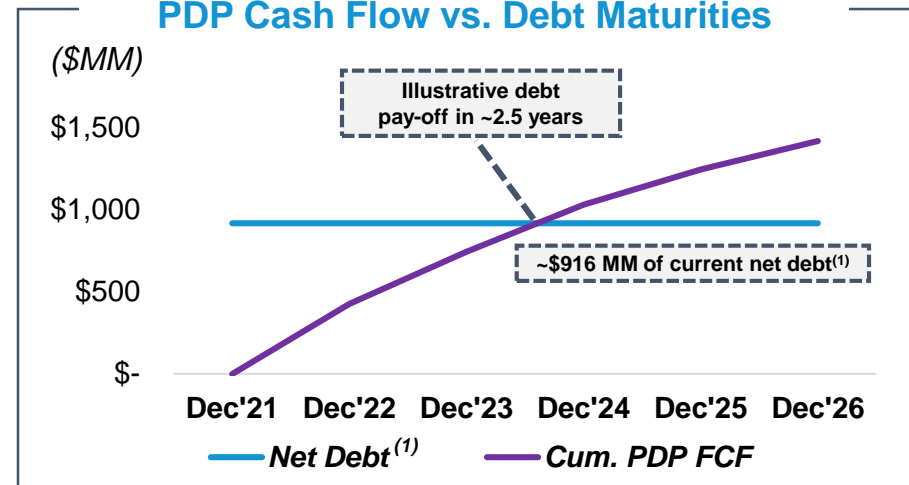 PDP Cash Flow vs. Debt Maturities
($MM)
Illustrative debt
pay-off in ~2.5 years
$1,500
$1,000
~$916 MM of current net debt(1)
$500
$-
Dec'21 Dec'22 Dec'23 Dec'24 Dec'25 Dec'26
Net Debt(1) Cum. PDP FCF